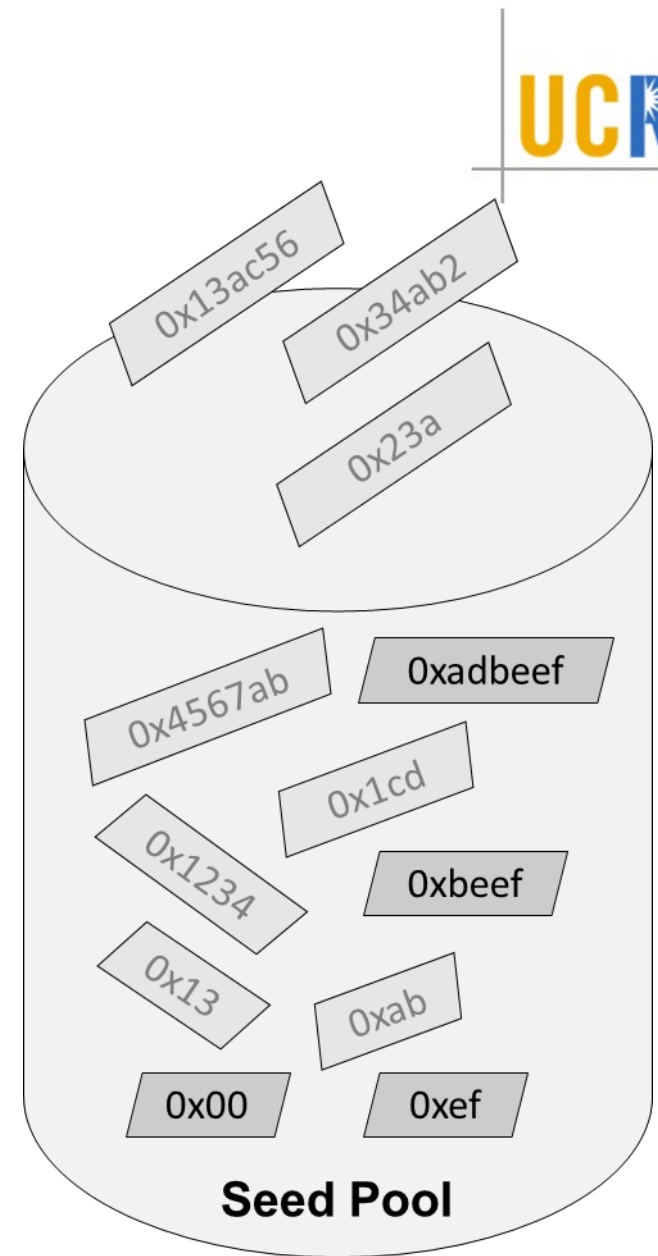 UCR
0x13ac56
0x34ab2
0x23a
0x4567ab
0xadbeef
0x1cd
0x1234
0xbeef
0x13
0xab
0x00
0xef
Seed Pool